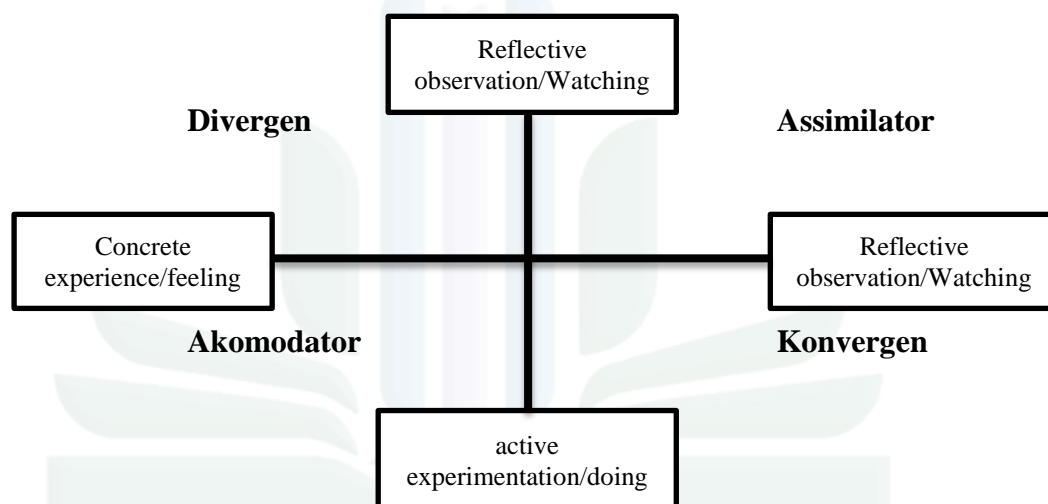 Reflective
observation/Watching
Divergen
Assimilator
Concrete
experience/feeling
Reflective
observation/Watching
Akomodator
Konvergen
active
experimentation/doing